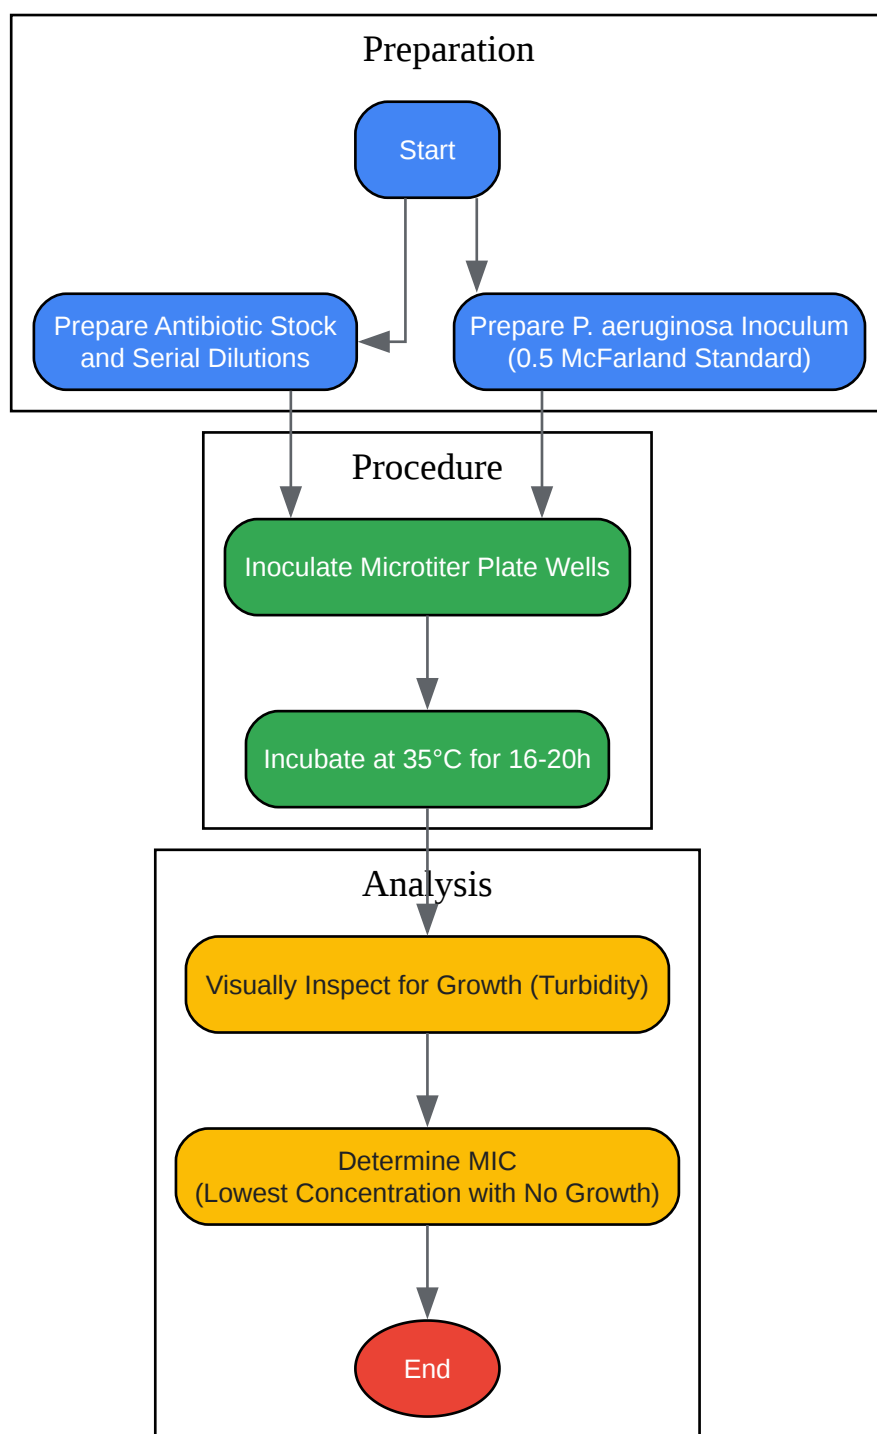 Preparation
Start
Prepare Antibiotic Stock
and Serial Dilutions
Prepare P. aeruginosa Inoculum
(0.5 McFarland Standard)
Procedure
Inoculate Microtiter Plate Wells
Incubate at 35°C for 16-20h
Analysis
Visually Inspect for Growth (Turbidity)
Determine MIC
(Lowest Concentration with No Growth)
End